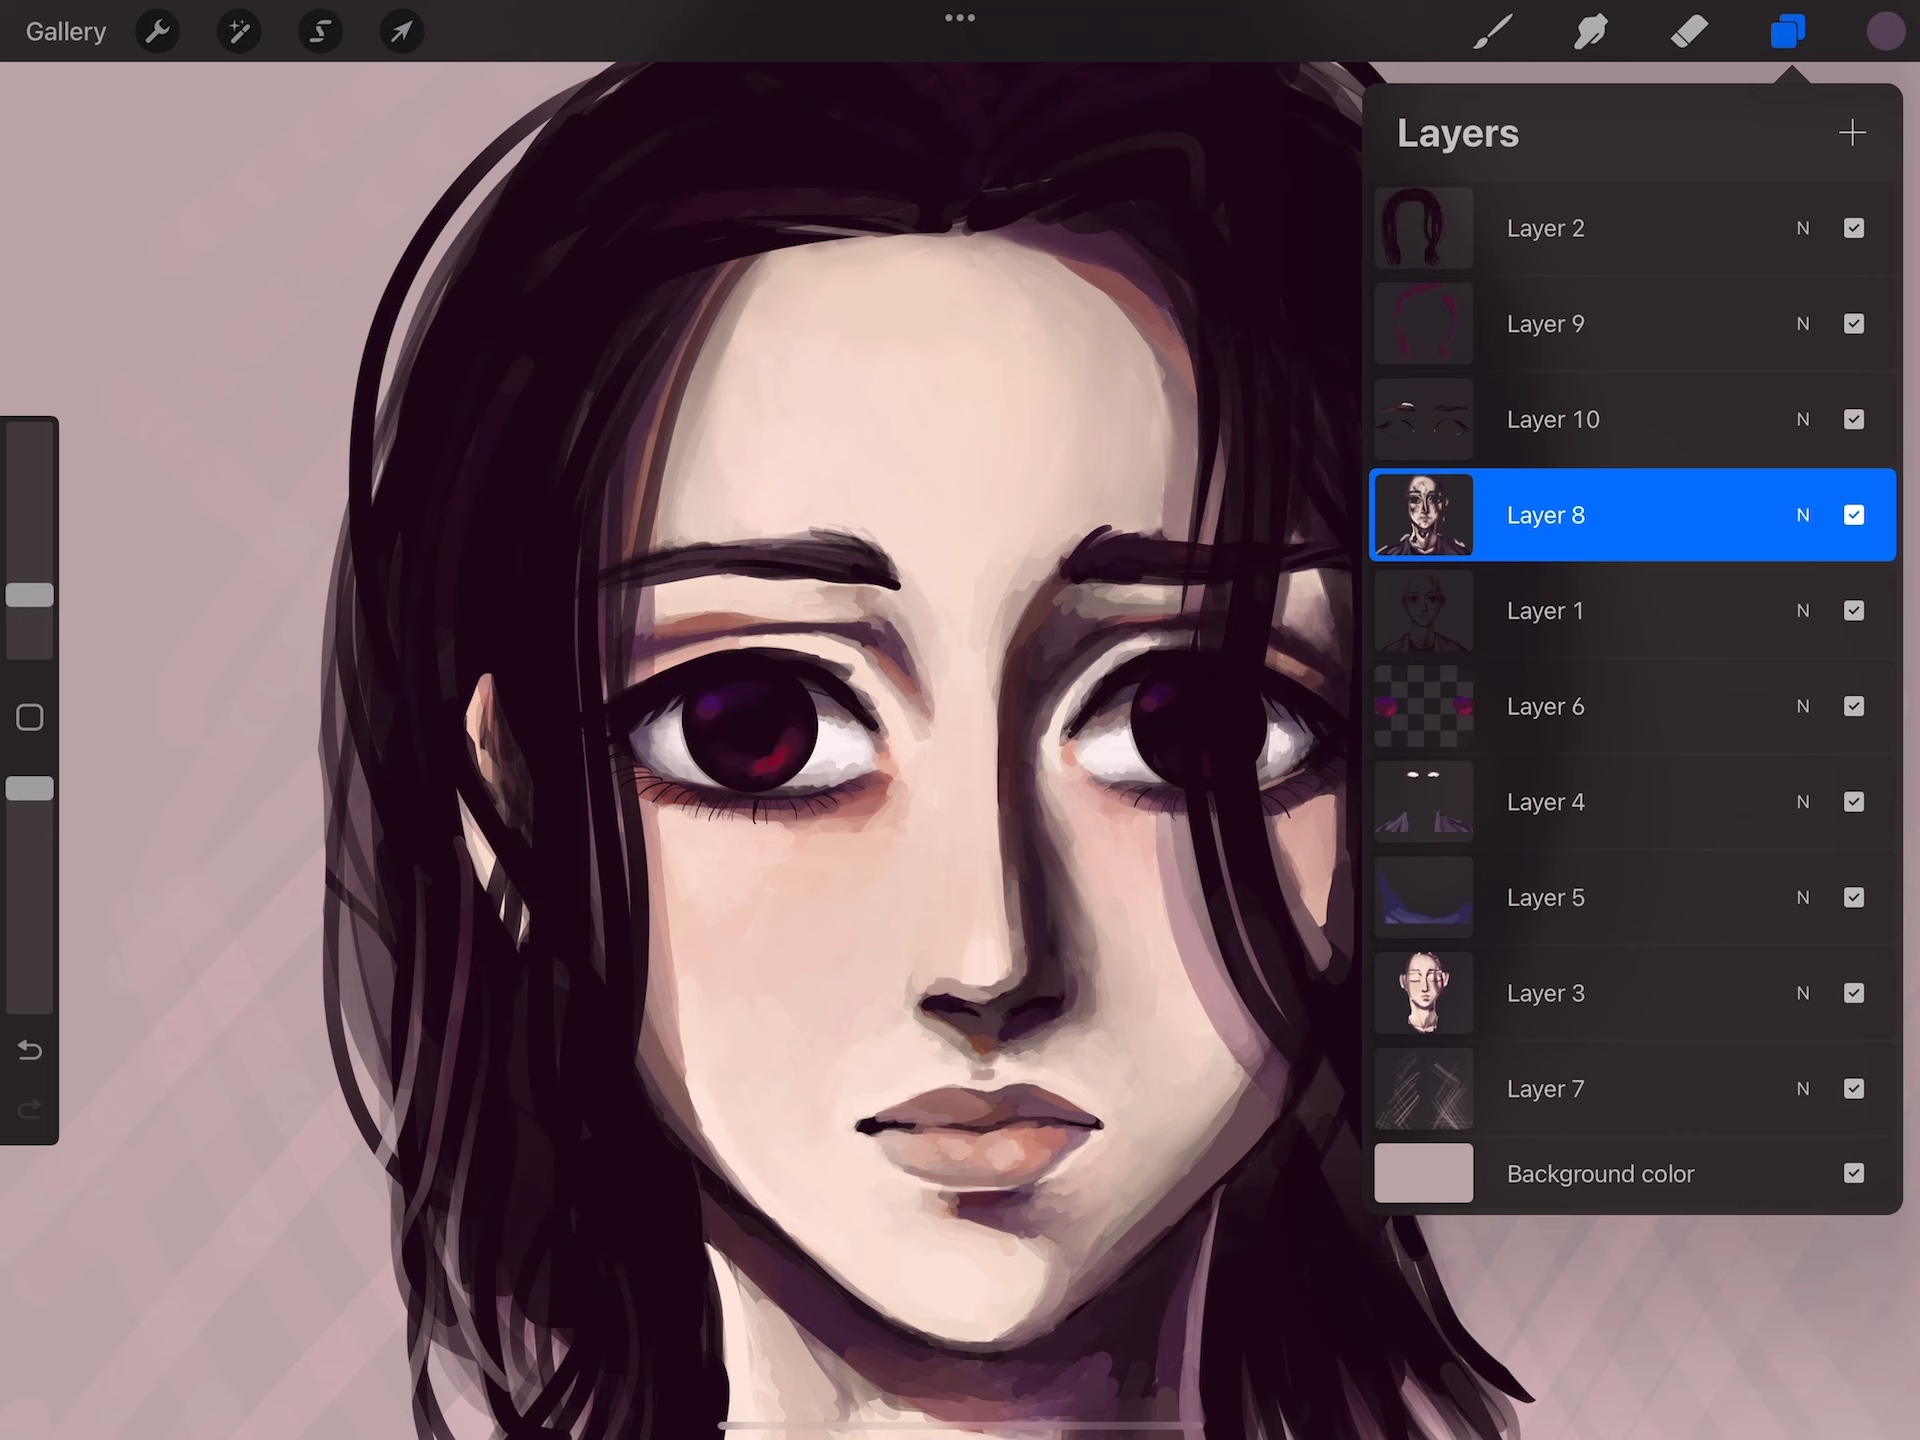 Gallery
Layers
Layer 2 N
Layer 9 N
Layer 10 N
Layer 8 N
Layer 1 N
Layer 6 N
Layer 4 N
Layer 5 N
Layer 3 N
Layer 7 N
Background color